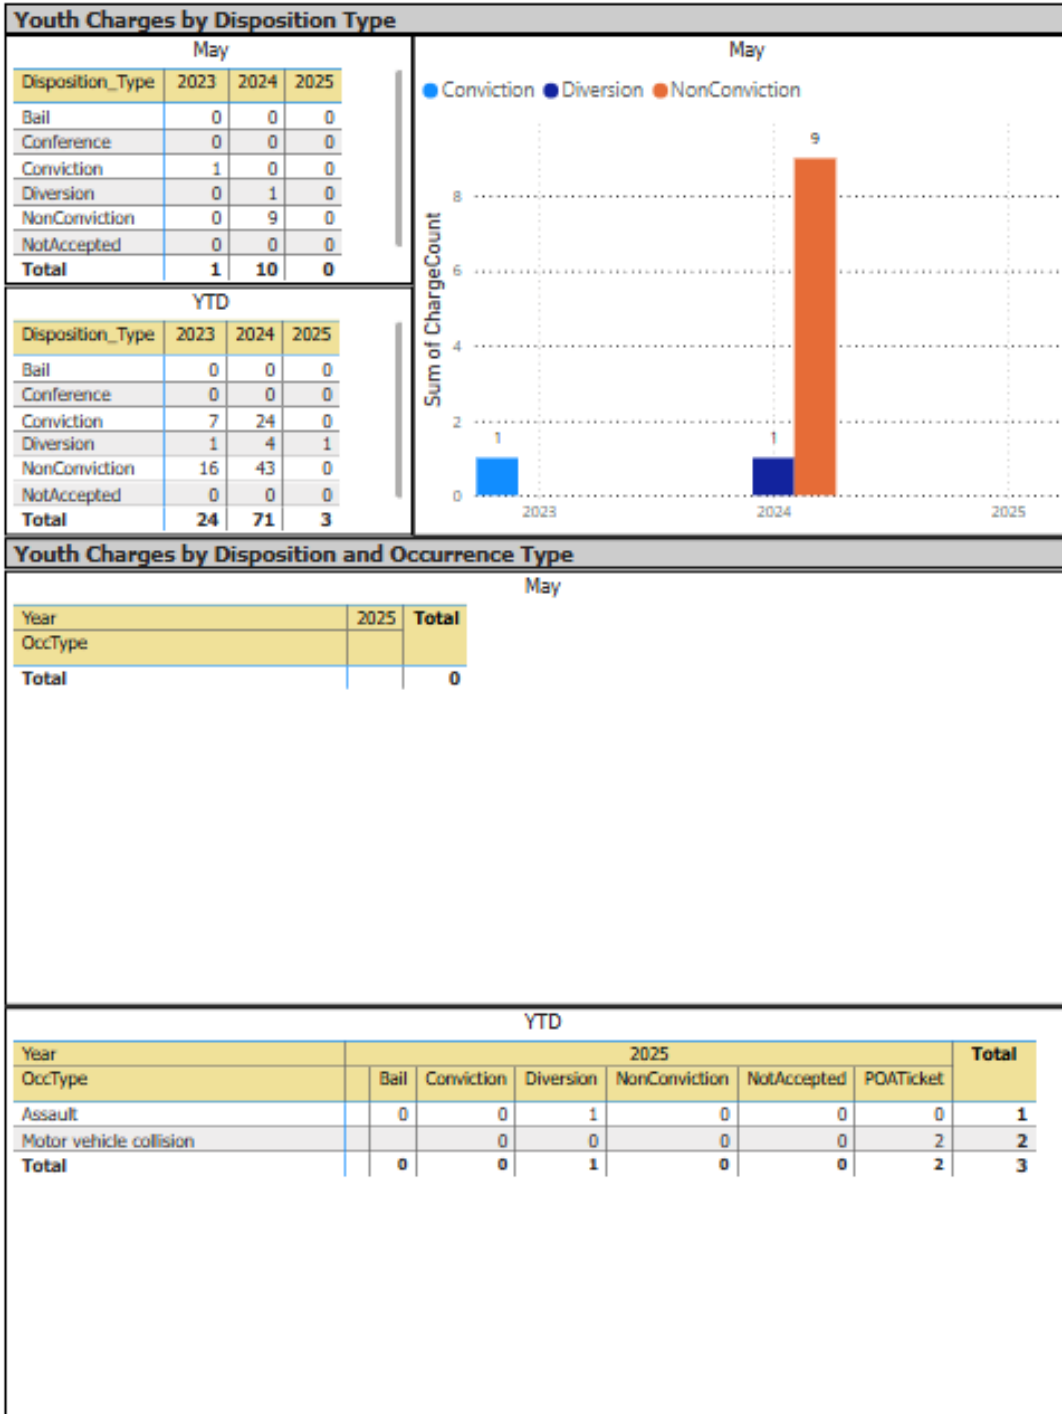 Youth Charges by Disposition Type
May
Disposition_Type 2023 2024 2025
Bail 0 0 0
Conference 0 0 0
Conviction 1 0 0
Diversion 0 1 0
NonConviction 0 9 0
NotAccepted 0 0 0
Total 1 10 0
YTD
Disposition_Type 2023 2024 2025
Bail 0 0 0
Conference 0 0 0
Conviction 7 24 0
Diversion 1 4 1
NonConviction 16 43 0
NotAccepted 0 0 0
Total 24 71 3
May
Conviction Diversion NonConviction
Sum of ChargeCount
8
6
4
2
0
1
1
9
2023 2024 2025
Youth Charges by Disposition and Occurrence Type
May
Year 2025 Total
OccType
Total 0
YTD
Year 2025 Total
OccType Bail Conviction Diversion NonConviction NotAccepted POATicket
Assault 0 0 1 0 0 0 1
Motor vehicle collision 0 0 0 0 2 2
Total 0 0 1 0 0 2 3